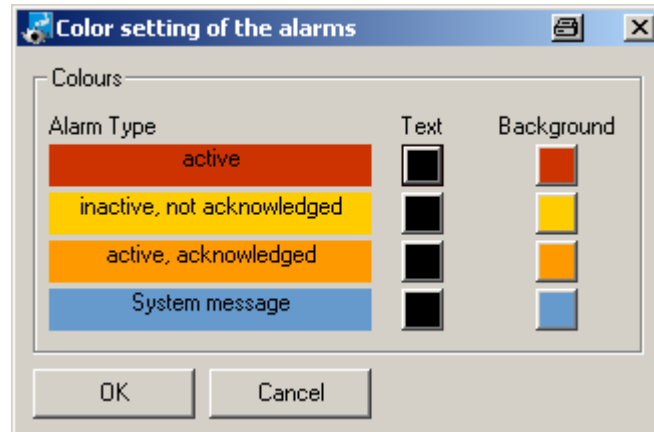 Color setting of the alarms
Colours
Alarm Type Text Background
active
inactive, not acknowledged
active, acknowledged
System message
OK Cancel